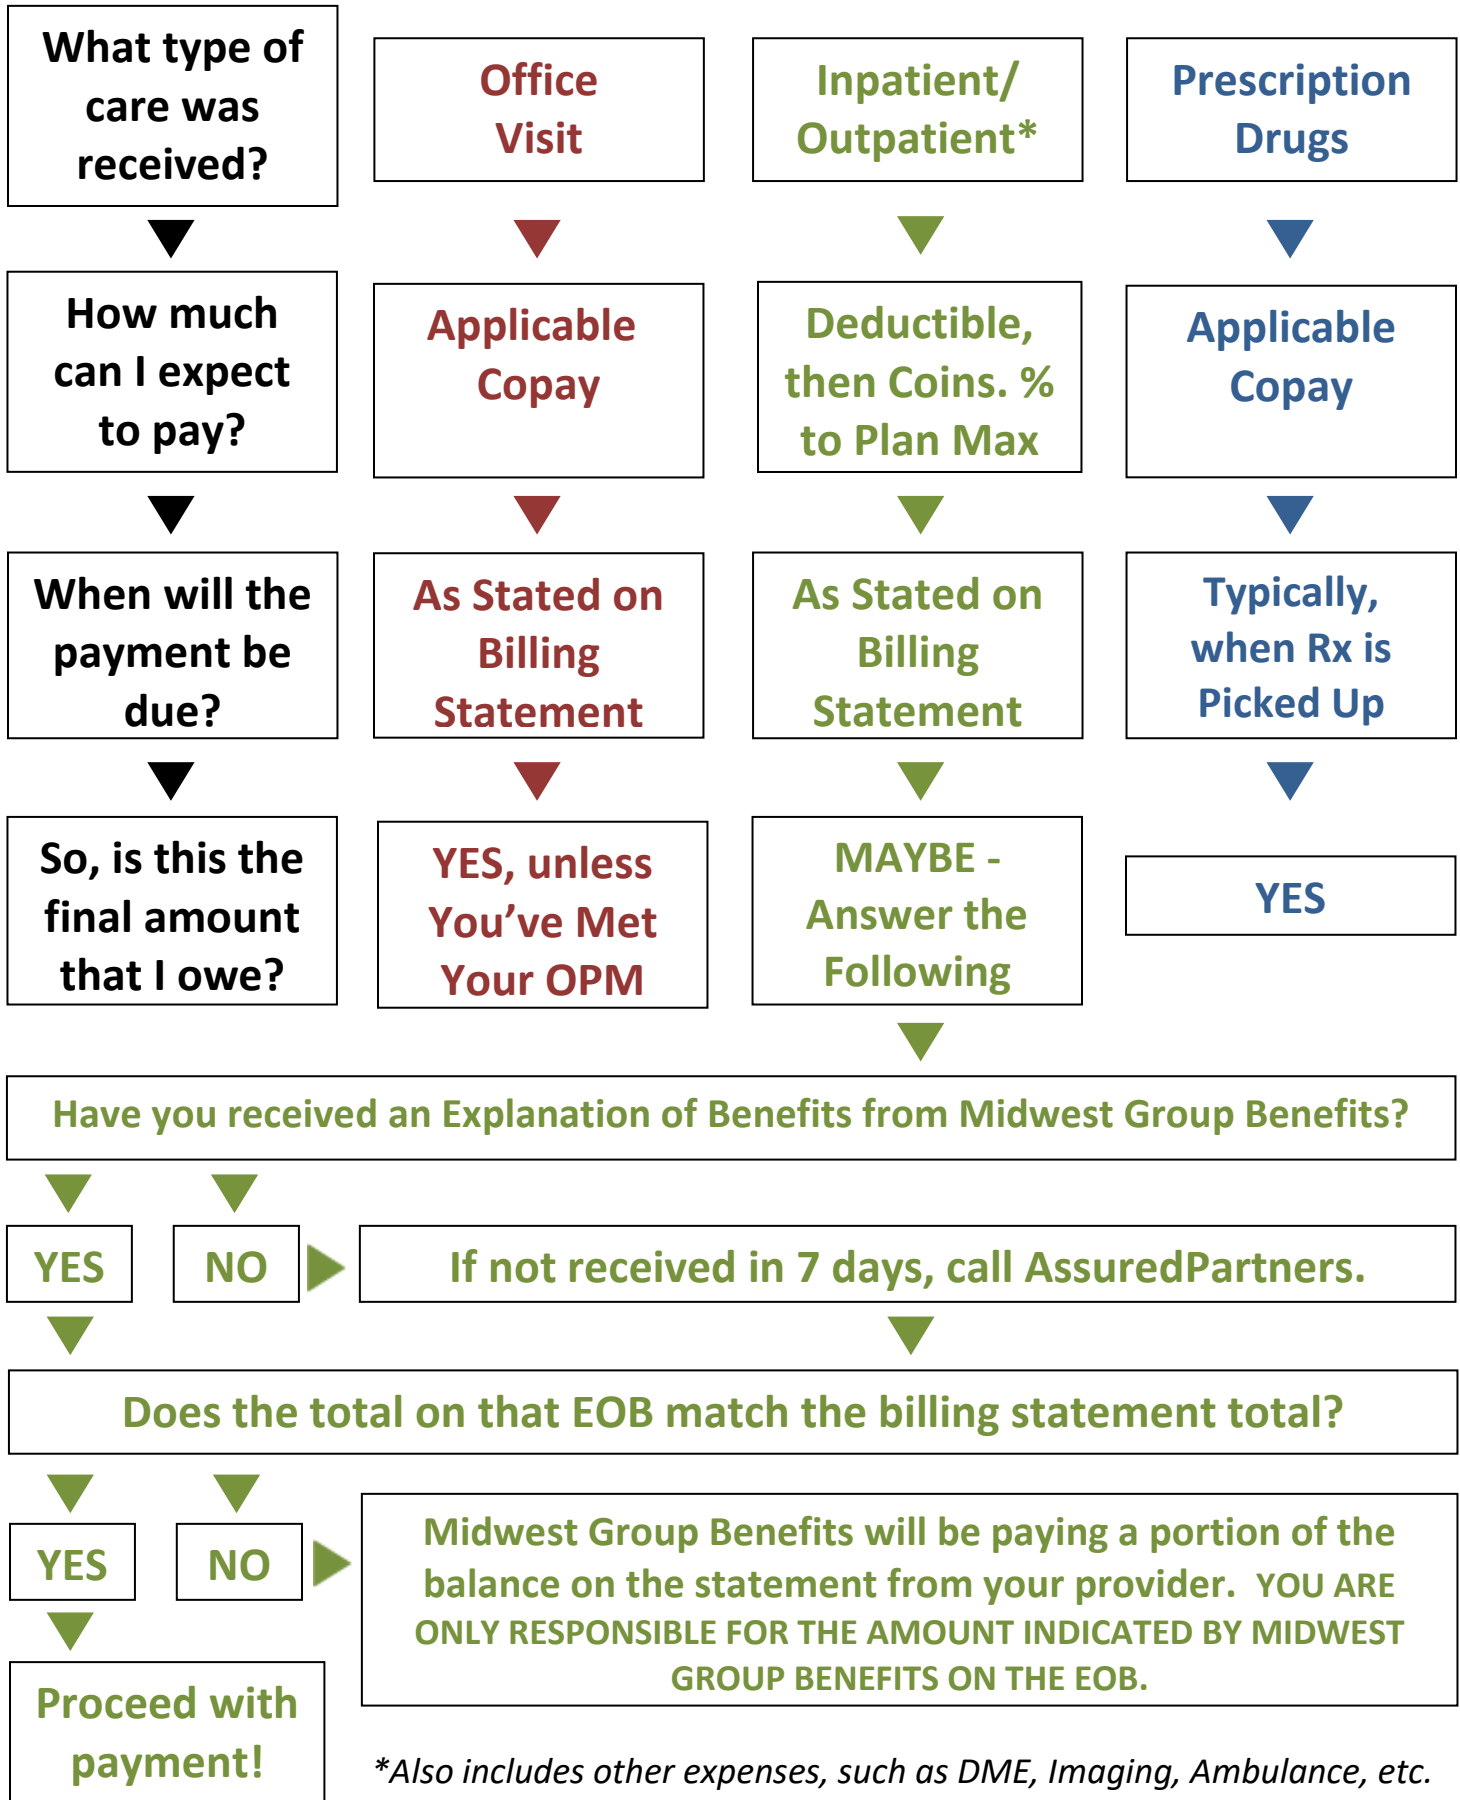 What type of
care was
received?
Office
Visit
Inpatient/
Outpatient*
Prescription
Drugs
How much
can I expect
to pay?
Applicable
Copay
Deductible,
then Coins. %
to Plan Max
Applicable
Copay
When will the
payment be
due?
As Stated on
Billing
Statement
As Stated on
Billing
Statement
Typically,
when Rx is
Picked Up
So, is this the
final amount
that I owe?
YES, unless
You’ve Met
Your OPM
MAYBE -
Answer the
Following
YES
Have you received an Explanation of Benefits from Midwest Group Benefits?
YES
NO
If not received in 7 days, call AssuredPartners.
Does the total on that EOB match the billing statement total?
YES
NO
Midwest Group Benefits will be paying a portion of the
balance on the statement from your provider. YOU ARE
ONLY RESPONSIBLE FOR THE AMOUNT INDICATED BY MIDWEST
GROUP BENEFITS ON THE EOB.
Proceed with
payment!
*Also includes other expenses, such as DME, Imaging, Ambulance, etc.